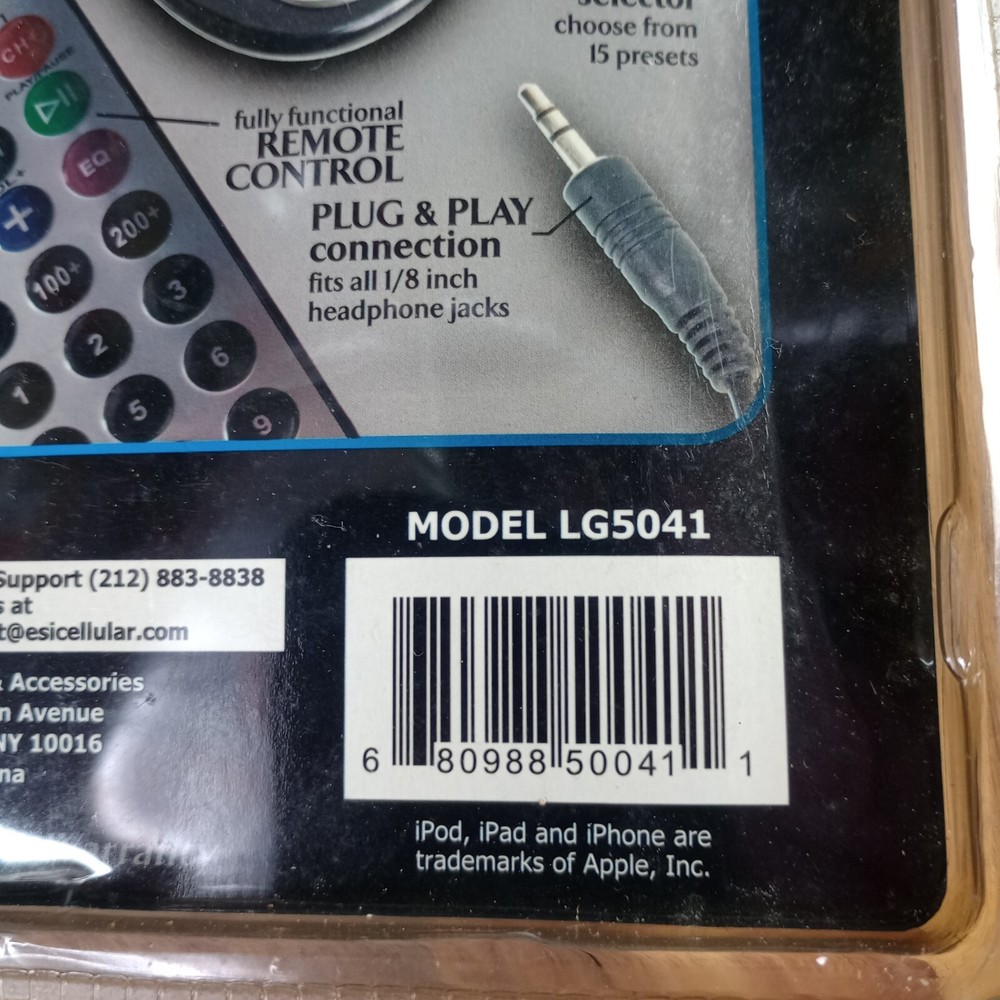 selector
choose from
15 presets
CH+
PLAY/PAUSE
fully functional
REMOTE
CONTROL
EQ
PLUG & PLAY
connection
fits all 1/8 inch
headphone jacks
+
200+
100+
3
2
6
1
5
9
MODEL LG5041
Support (212) 883-8838
s at
t@esicellular.com
& Accessories
n Avenue
NY 10016
na
6 80988 50041 1
iPod, iPad and iPhone are
trademarks of Apple, Inc.